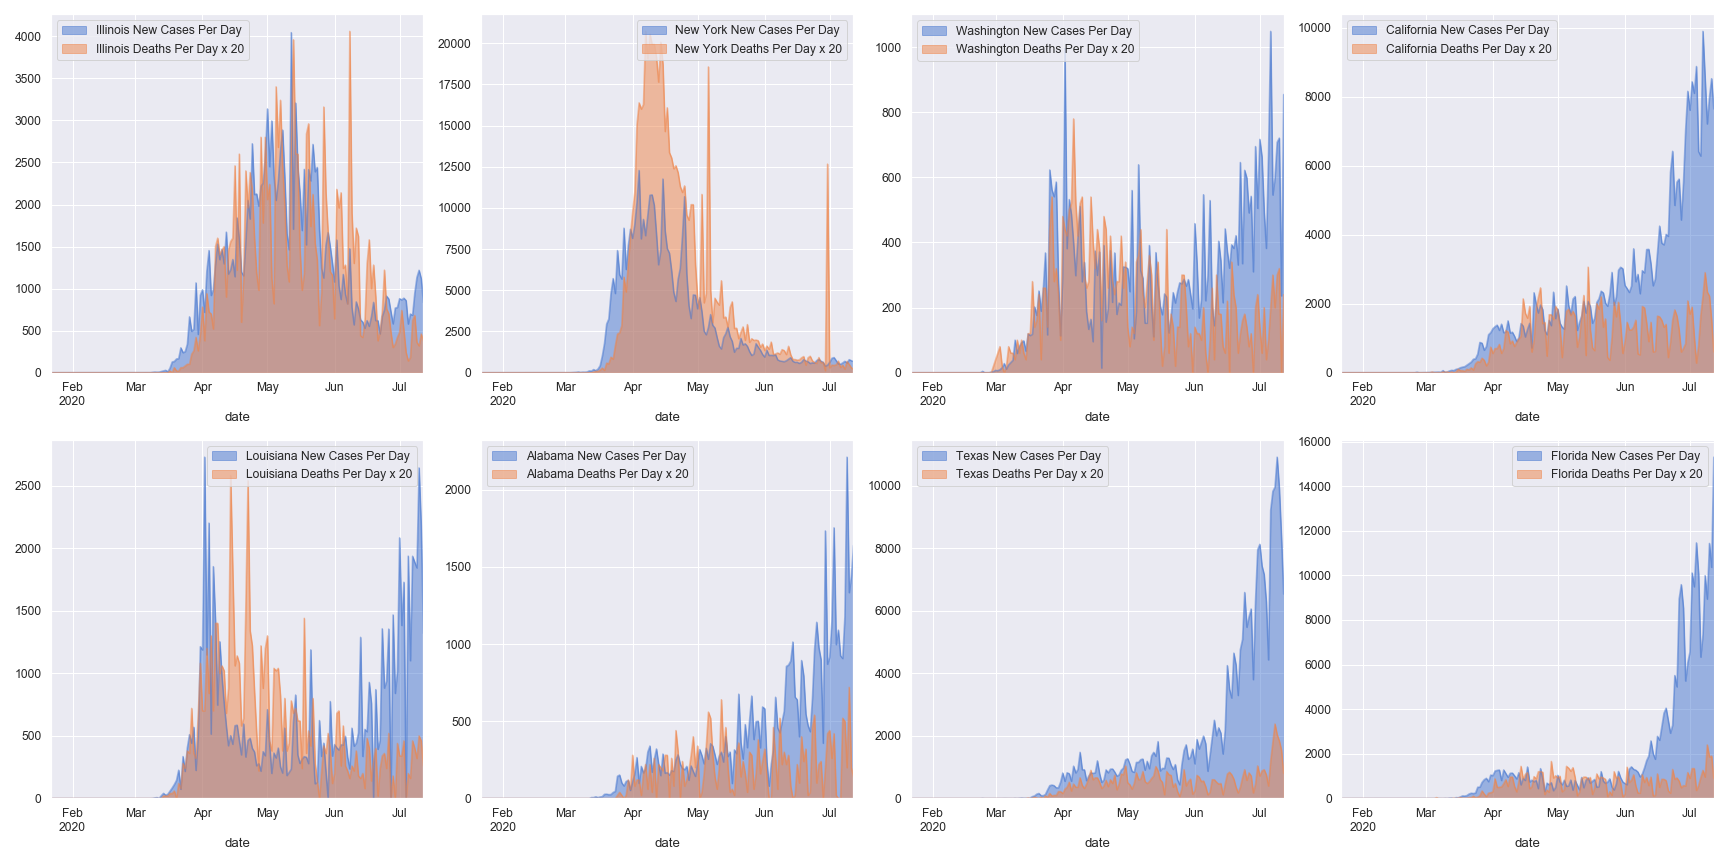 Illinois New Cases Per Day
Illinois Deaths Per Day x 20
4000
3500
3000
2500
2000
1500
1000
500
0
Feb
2020
Mar
Apr
May
Jun
Jul
date
New York New Cases Per Day
New York Deaths Per Day x 20
20000
17500
15000
12500
10000
7500
5000
2500
0
Feb
2020
Mar
Apr
May
Jun
Jul
date
Washington New Cases Per Day
Washington Deaths Per Day x 20
1000
800
600
400
200
0
Feb
2020
Mar
Apr
May
Jun
Jul
date
California New Cases Per Day
California Deaths Per Day x 20
10000
8000
6000
4000
2000
0
Feb
2020
Mar
Apr
May
Jun
Jul
date
Louisiana New Cases Per Day
Louisiana Deaths Per Day x 20
2500
2000
1500
1000
500
0
Feb
2020
Mar
Apr
May
Jun
Jul
date
Alabama New Cases Per Day
Alabama Deaths Per Day x 20
2000
1500
1000
500
0
Feb
2020
Mar
Apr
May
Jun
Jul
date
Texas New Cases Per Day
Texas Deaths Per Day x 20
10000
8000
6000
4000
2000
0
Feb
2020
Mar
Apr
May
Jun
Jul
date
Florida New Cases Per Day
Florida Deaths Per Day x 20
16000
14000
12000
10000
8000
6000
4000
2000
0
Feb
2020
Mar
Apr
May
Jun
Jul
date